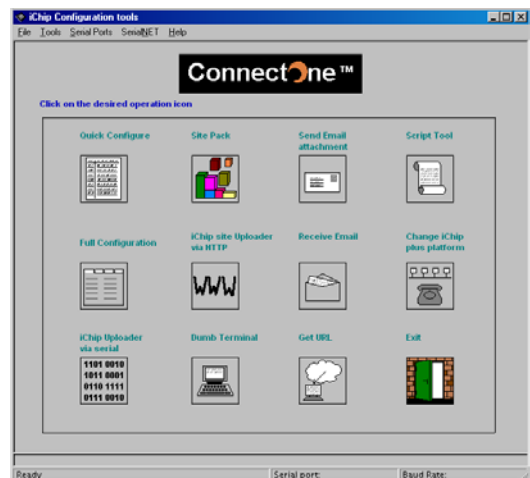 iChip Configuration tools
File Tools Serial Ports SerialNET Help
ConnectOne™
Click on the desired operation icon
Quick Configure
Site Pack
Send Email
attachment
Script Tool
Full Configuration
iChip site Uploader
via HTTP
Receive Email
Change iChip
plus platform
WWW
iChip Uploader
via serial
Dumb Terminal
Get URL
Exit
1101 0010
1011 0001
0110 1111
0111 0010
Ready Serial port: Baud Rate: